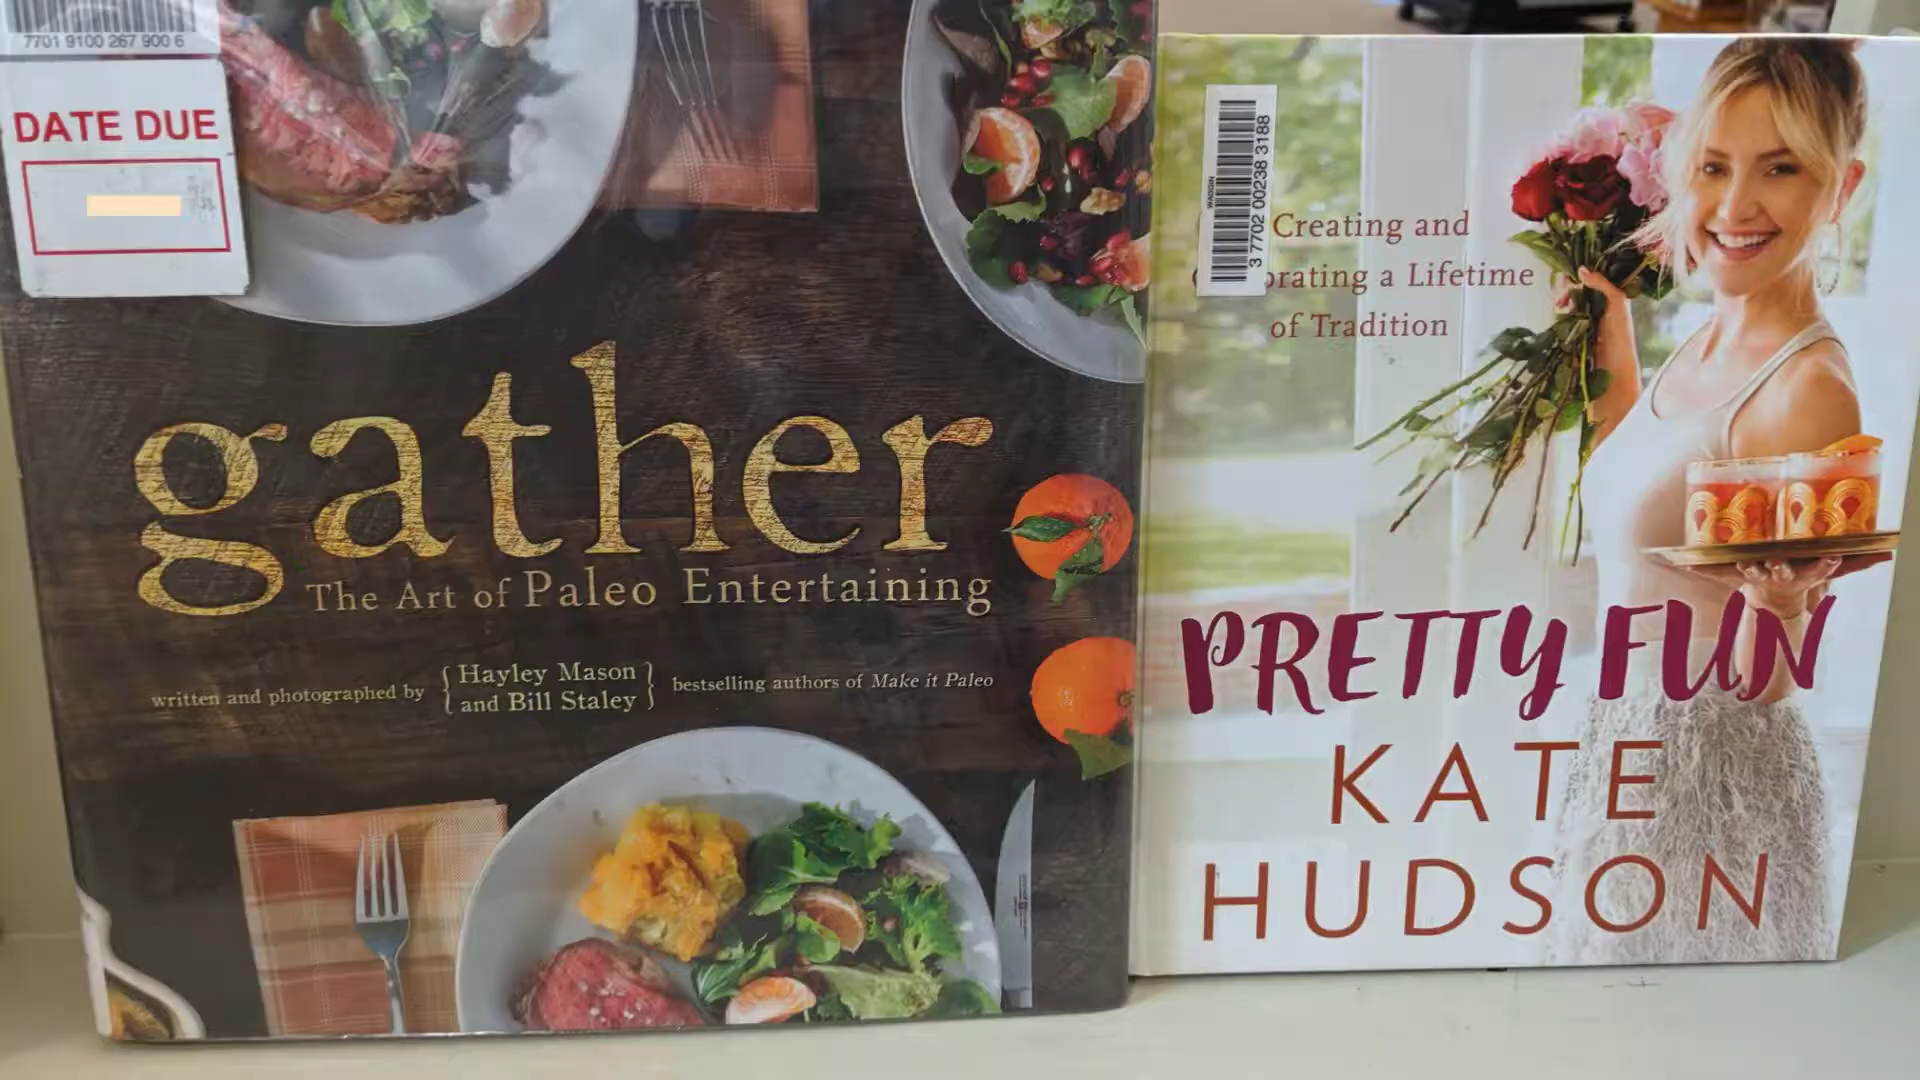 7701 9100 267 900 6
DATE DUE
gather
The Art of Paleo Entertaining
written and photographed by { Hayley Mason and Bill Staley } bestselling authors of Make it Paleo
WAUGIN
3 7702 00238 3188
Creating and
orating a Lifetime
of Tradition
PRETTY FUN
KATE
HUDSON